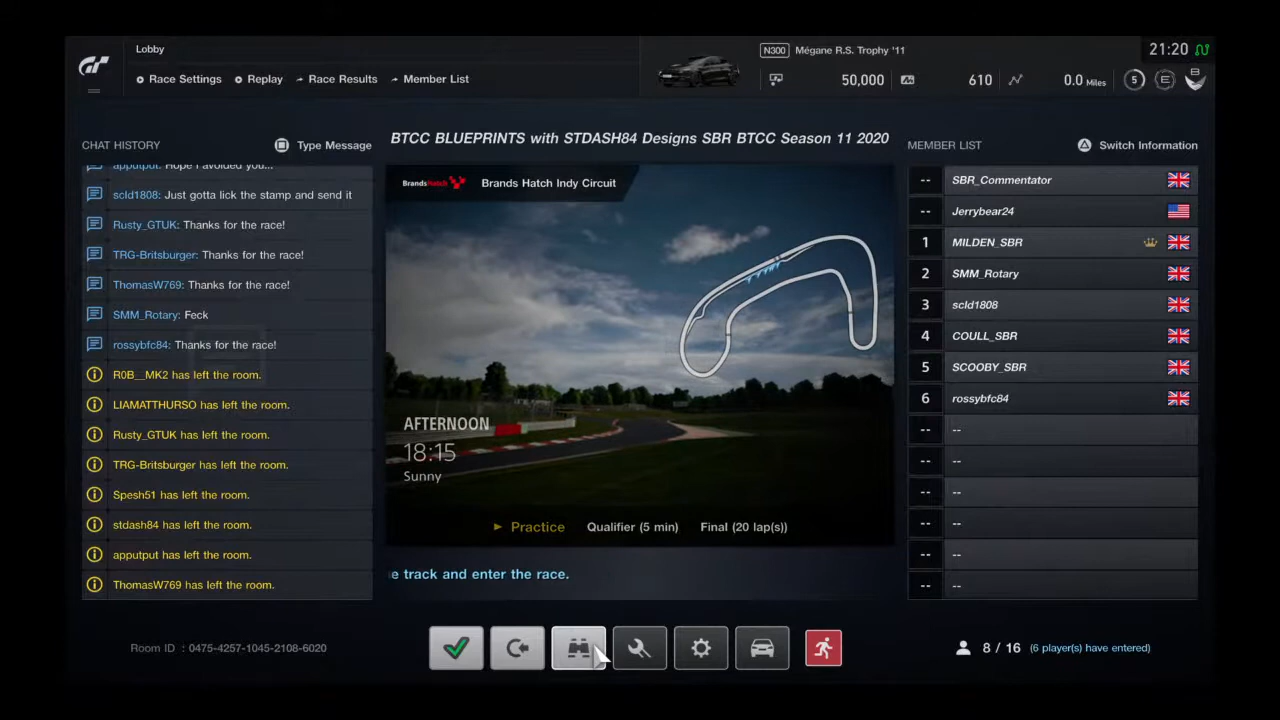 Lobby
Race Settings
Replay
Race Results
Member List
N300
Mégane R.S. Trophy '11
50,000
610
0.0 Miles
21:20
5
E
B
CHAT HISTORY
Type Message
BTCC BLUEPRINTS with STDASH84 Designs SBR BTCC Season 11 2020
MEMBER LIST
Switch Information
apputput: Hope I avoided you...
scld1808: Just gotta lick the stamp and send it
Rusty_GTUK: Thanks for the race!
TRG-Britsburger: Thanks for the race!
ThomasW769: Thanks for the race!
SMM_Rotary: Feck
rossybfc84: Thanks for the race!
R0B__MK2 has left the room.
LIAMATTHURSO has left the room.
Rusty_GTUK has left the room.
TRG-Britsburger has left the room.
Spesh51 has left the room.
stdash84 has left the room.
apputput has left the room.
ThomasW769 has left the room.
BrandsHatch
Brands Hatch Indy Circuit
AFTERNOON
18:15
Sunny
Practice
Qualifier (5 min)
Final (20 lap(s))
e track and enter the race.
-- SBR_Commentator
-- Jerrybear24
1 MILDEN_SBR
2 SMM_Rotary
3 scld1808
4 COULL_SBR
5 SCOOBY_SBR
6 rossybfc84
-- --
-- --
-- --
-- --
-- --
-- --
Room ID : 0475-4257-1045-2108-6020
8 / 16
(6 player(s) have entered)